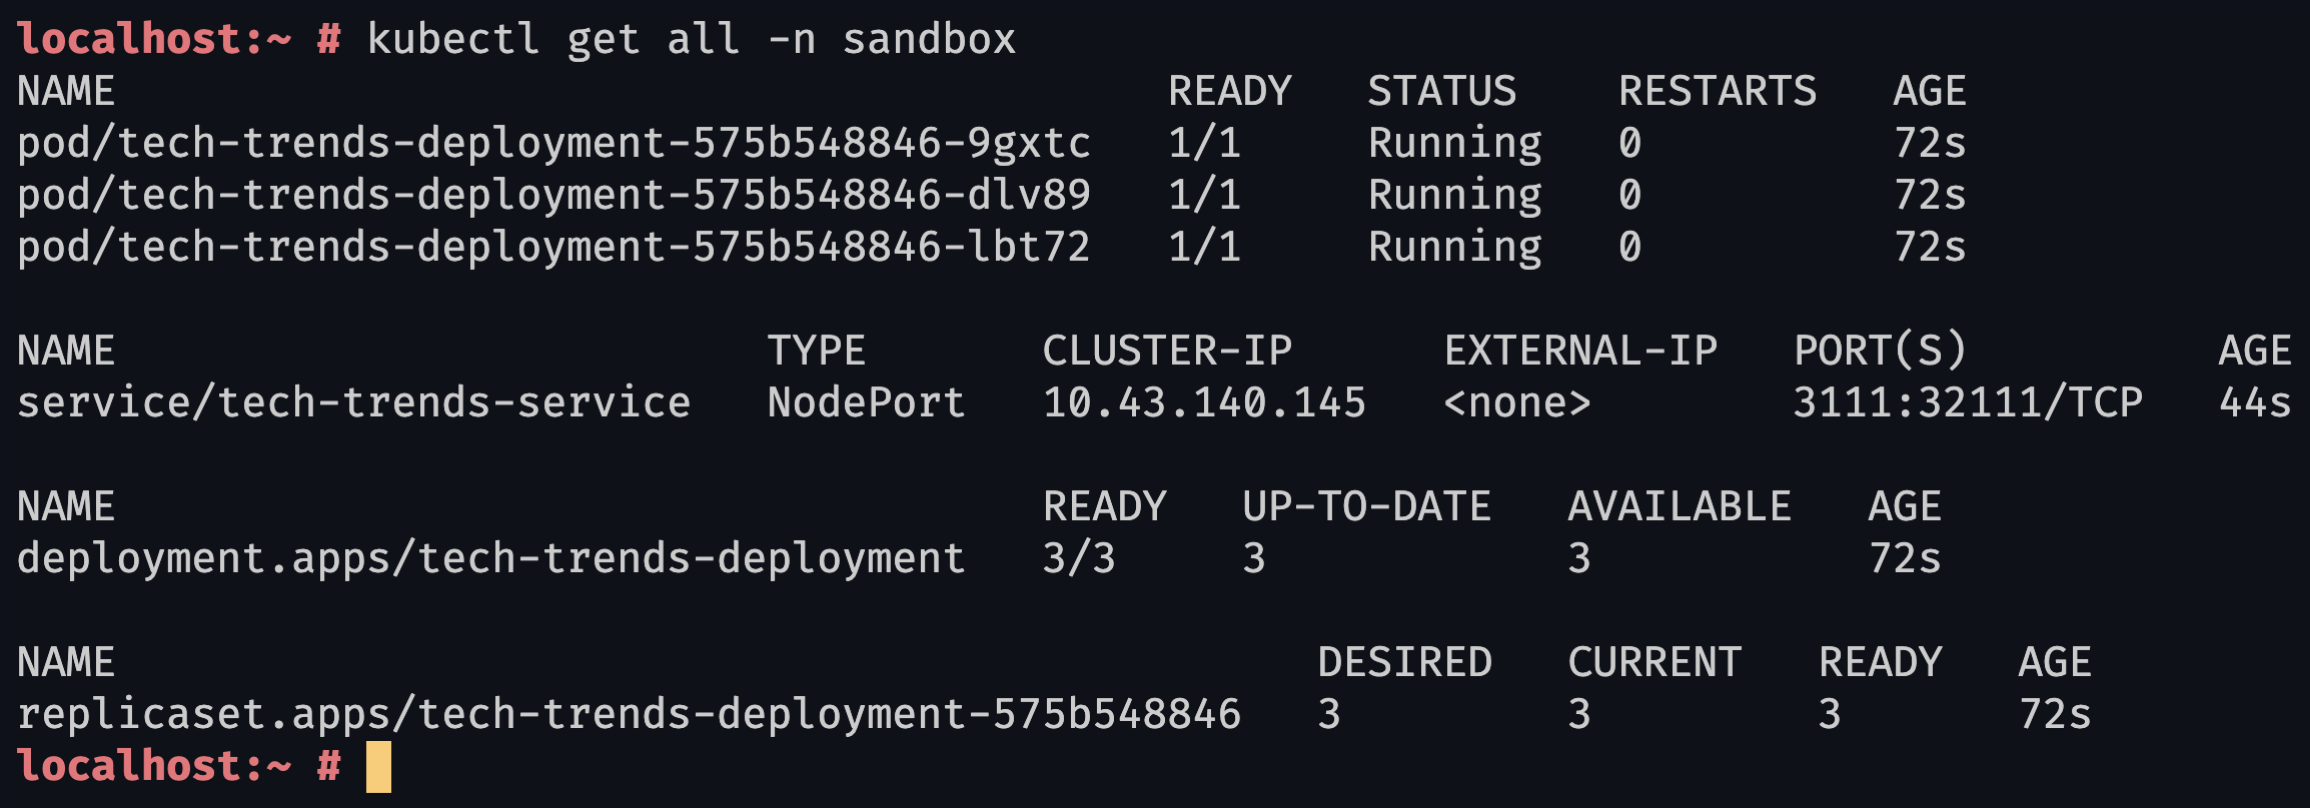 localhost:~ # kubectl get all -n sandbox
NAME                                          READY   STATUS    RESTARTS   AGE
pod/tech-trends-deployment-575b548846-9gxtc   1/1     Running   0          72s
pod/tech-trends-deployment-575b548846-dlv89   1/1     Running   0          72s
pod/tech-trends-deployment-575b548846-lbt72   1/1     Running   0          72s

NAME                          TYPE       CLUSTER-IP      EXTERNAL-IP   PORT(S)          AGE
service/tech-trends-service   NodePort   10.43.140.145   <none>        3111:32111/TCP   44s

NAME                                     READY   UP-TO-DATE   AVAILABLE   AGE
deployment.apps/tech-trends-deployment   3/3     3            3           72s

NAME                                                DESIRED   CURRENT   READY   AGE
replicaset.apps/tech-trends-deployment-575b548846   3         3         3       72s
localhost:~ #